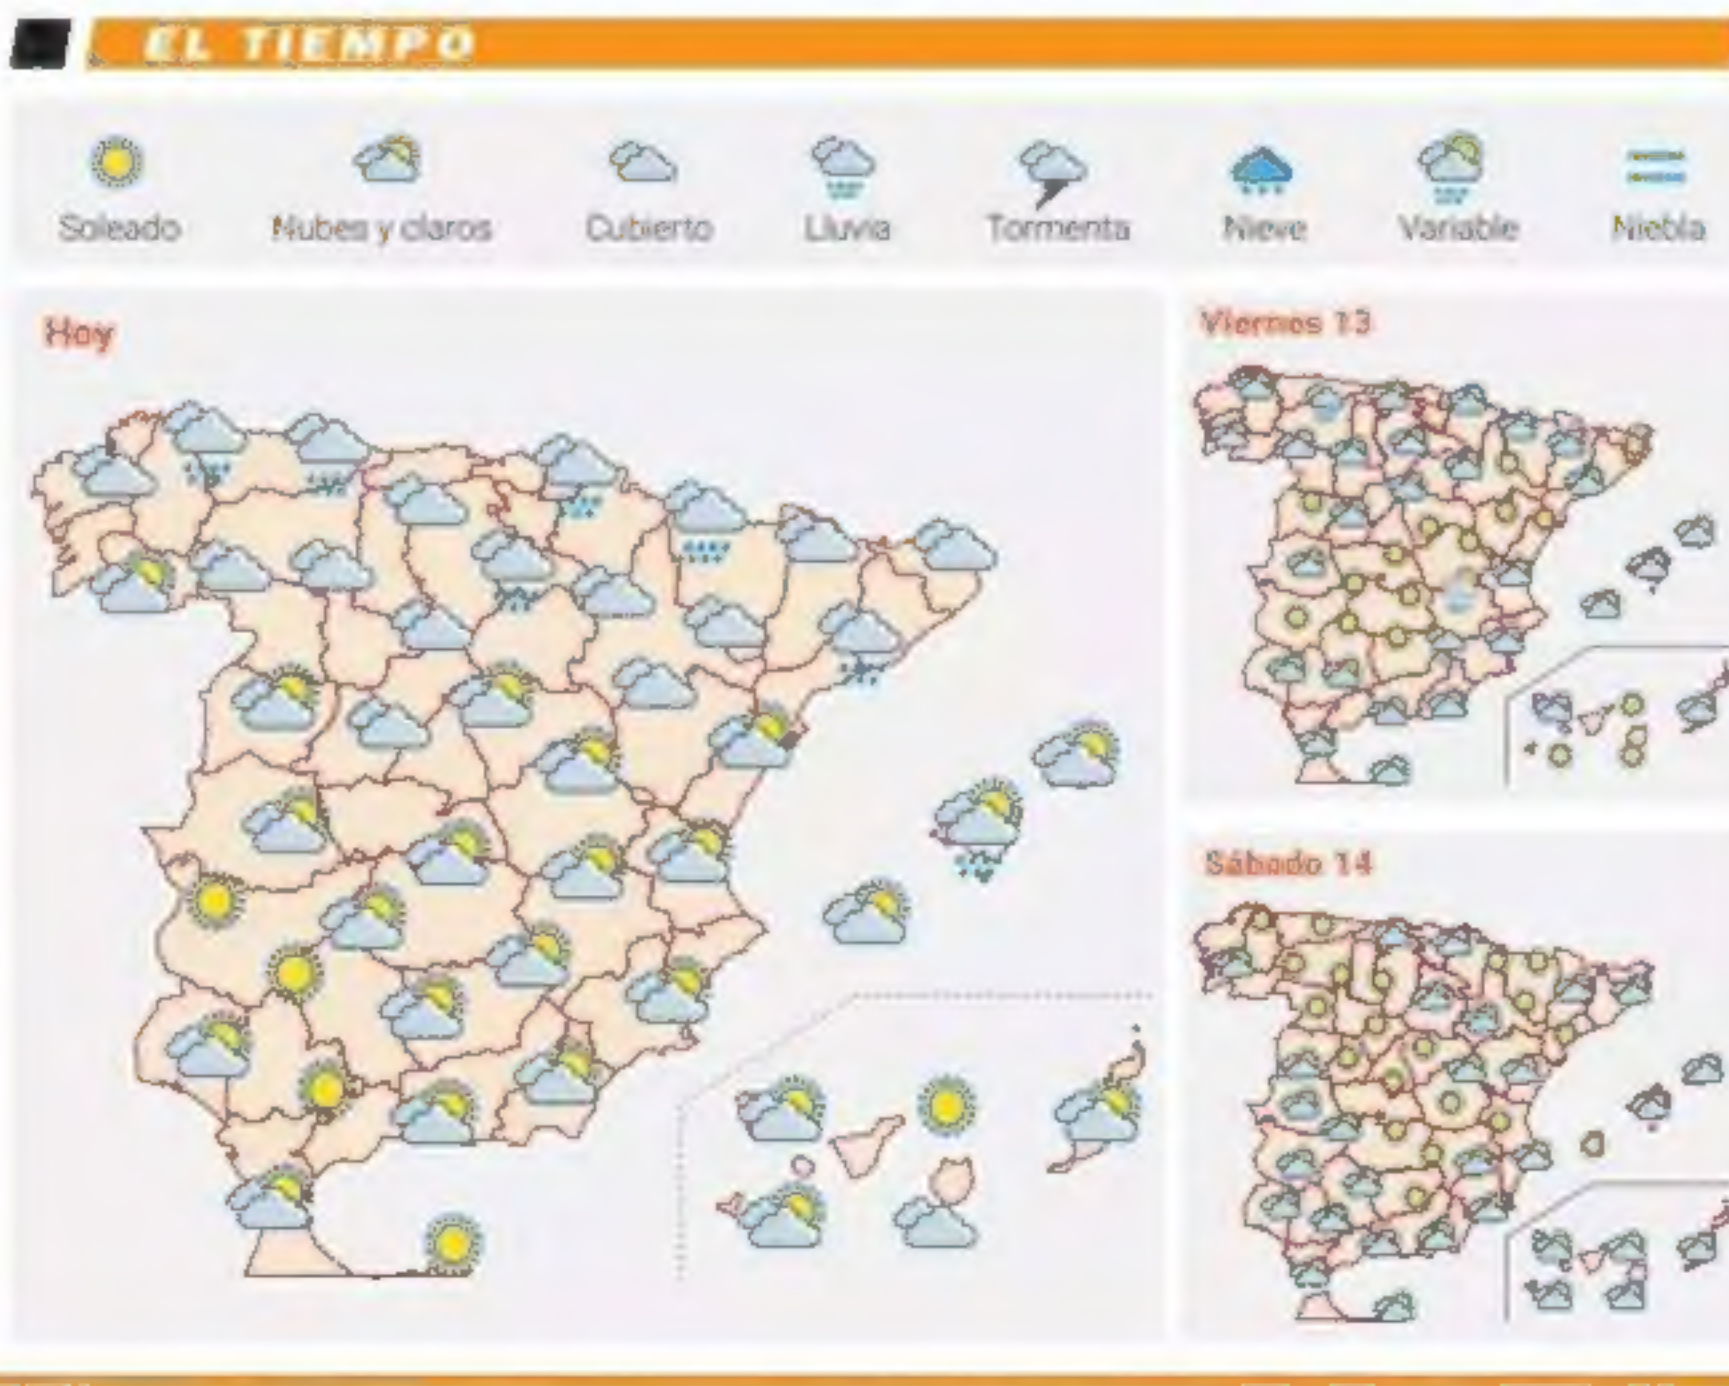 EL TIEMPO
Soleado Nubes y claros Cubierto Lluvia Tormenta Nieve Variable Niebla
Hoy
Viernes 13
Sábado 14